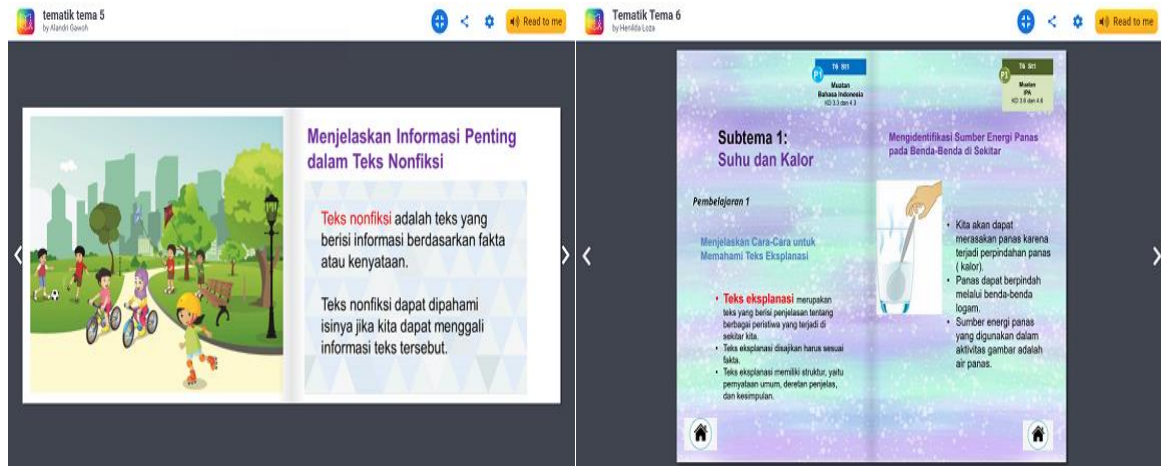 tematik tema 5
by Alandri Gawoh
Read to me
Menjelaskan Informasi Penting
dalam Teks Nonfiksi
Teks nonfiksi adalah teks yang
berisi informasi berdasarkan fakta
atau kenyataan.
Teks nonfiksi dapat dipahami
isinya jika kita dapat menggali
informasi teks tersebut.
Tematik Tema 6
by Herilda Loza
Read to me
P1
T6 St1
Muatan
Bahasa Indonesia
KD 3.3 dan 4.3
Subtema 1:
Suhu dan Kalor
Pembelajaran 1
Menjelaskan Cara-Cara untuk
Memahami Teks Eksplanasi
• Teks eksplanasi merupakan
teks yang berisi penjelasan tentang
berbagai peristiwa yang terjadi di
sekitar kita.
• Teks eksplanasi disajikan harus sesuai
fakta.
• Teks eksplanasi memiliki struktur, yaitu
pernyataan umum, deretan penjelas,
dan kesimpulan.
P1
T6 St1
Muatan
IPA
KD 3.6 dan 4.6
Mengidentifikasi Sumber Energi Panas
pada Benda-Benda di Sekitar
• Kita akan dapat
merasakan panas karena
terjadi perpindahan panas
( kalor).
• Panas dapat berpindah
melalui benda-benda
logam.
• Sumber energi panas
yang digunakan dalam
aktivitas gambar adalah
air panas.